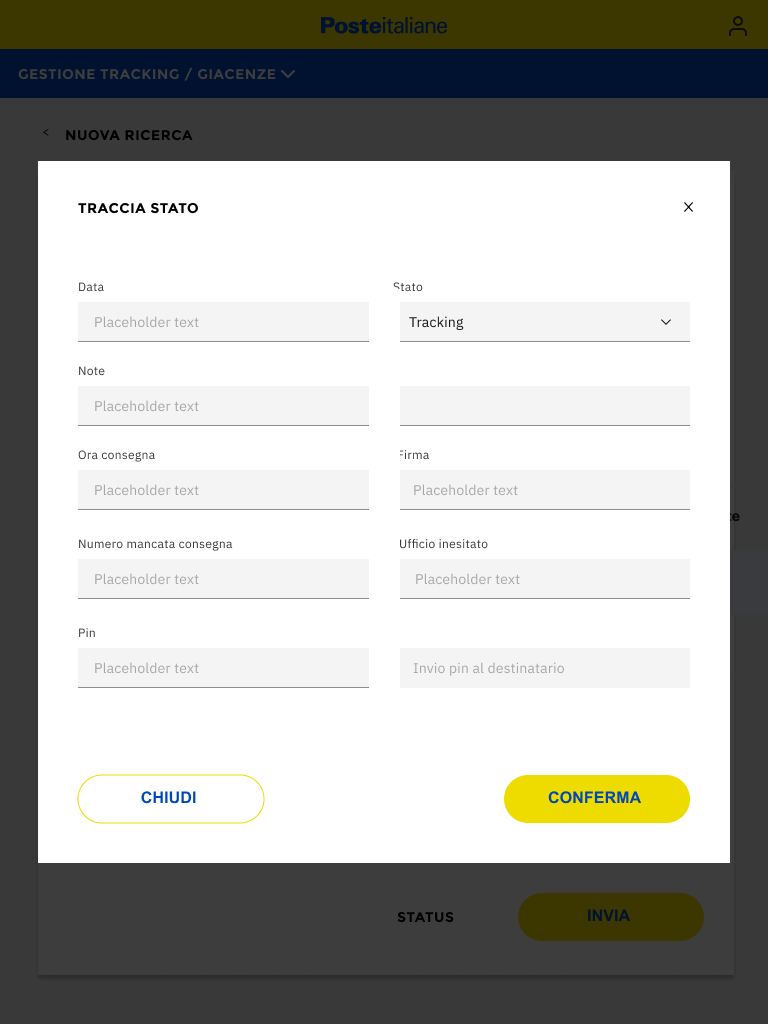 Posteitaliane
GESTIONE TRACKING / GIACENZE
< NUOVA RICERCA
TRACCIA STATO
Data
Stato
Placeholder text
Tracking
Note
Placeholder text
Ora consegna
Firma
Placeholder text
Placeholder text
Numero mancata consegna
Ufficio inesitato
Placeholder text
Placeholder text
Pin
Placeholder text
Invio pin al destinatario
CHIUDI
CONFERMA
STATUS
INVIA